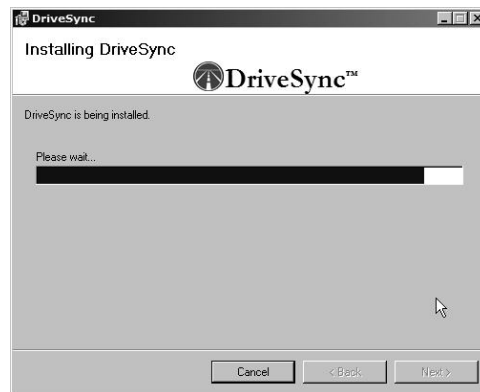 DriveSync
Installing DriveSync
DriveSync™
DriveSync is being installed.
Please wait...
Cancel
< Back
Next >